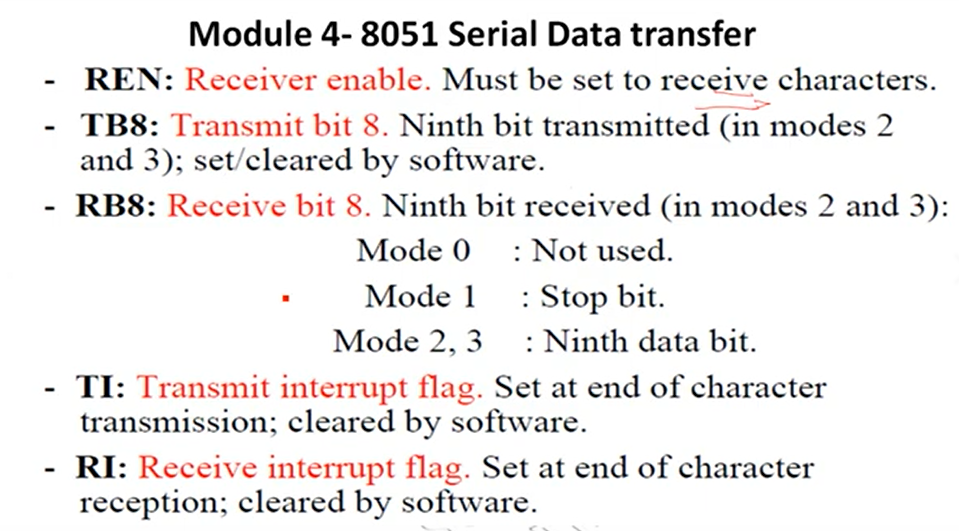 Module 4- 8051 Serial Data transfer
- REN: Receiver enable. Must be set to receive characters.
- TB8: Transmit bit 8. Ninth bit transmitted (in modes 2
and 3); set/cleared by software.
- RB8: Receive bit 8. Ninth bit received (in modes 2 and 3):
Mode 0 : Not used.
Mode 1 : Stop bit.
Mode 2, 3 : Ninth data bit.
- TI: Transmit interrupt flag. Set at end of character
transmission; cleared by software.
- RI: Receive interrupt flag. Set at end of character
reception; cleared by software.